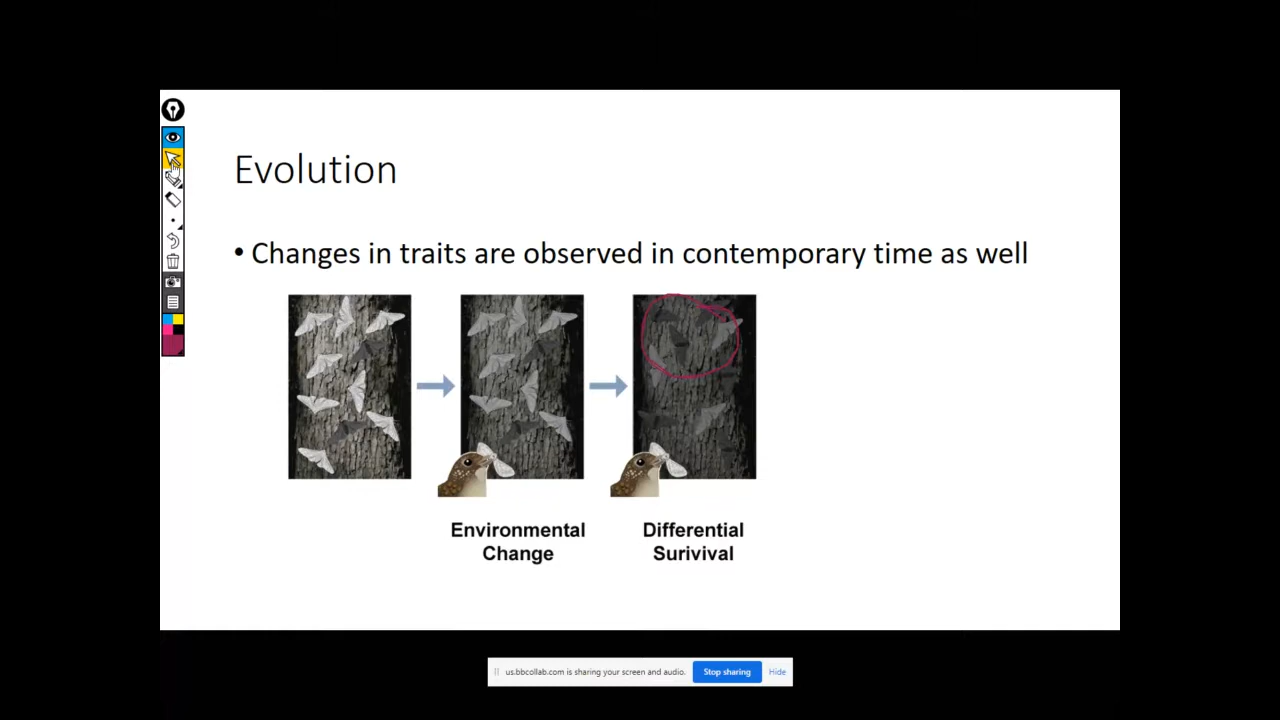 Evolution
• Changes in traits are observed in contemporary time as well
Environmental
Change
Differential
Surivival
us.bbcollab.com is sharing your screen and audio.
Stop sharing
Hide